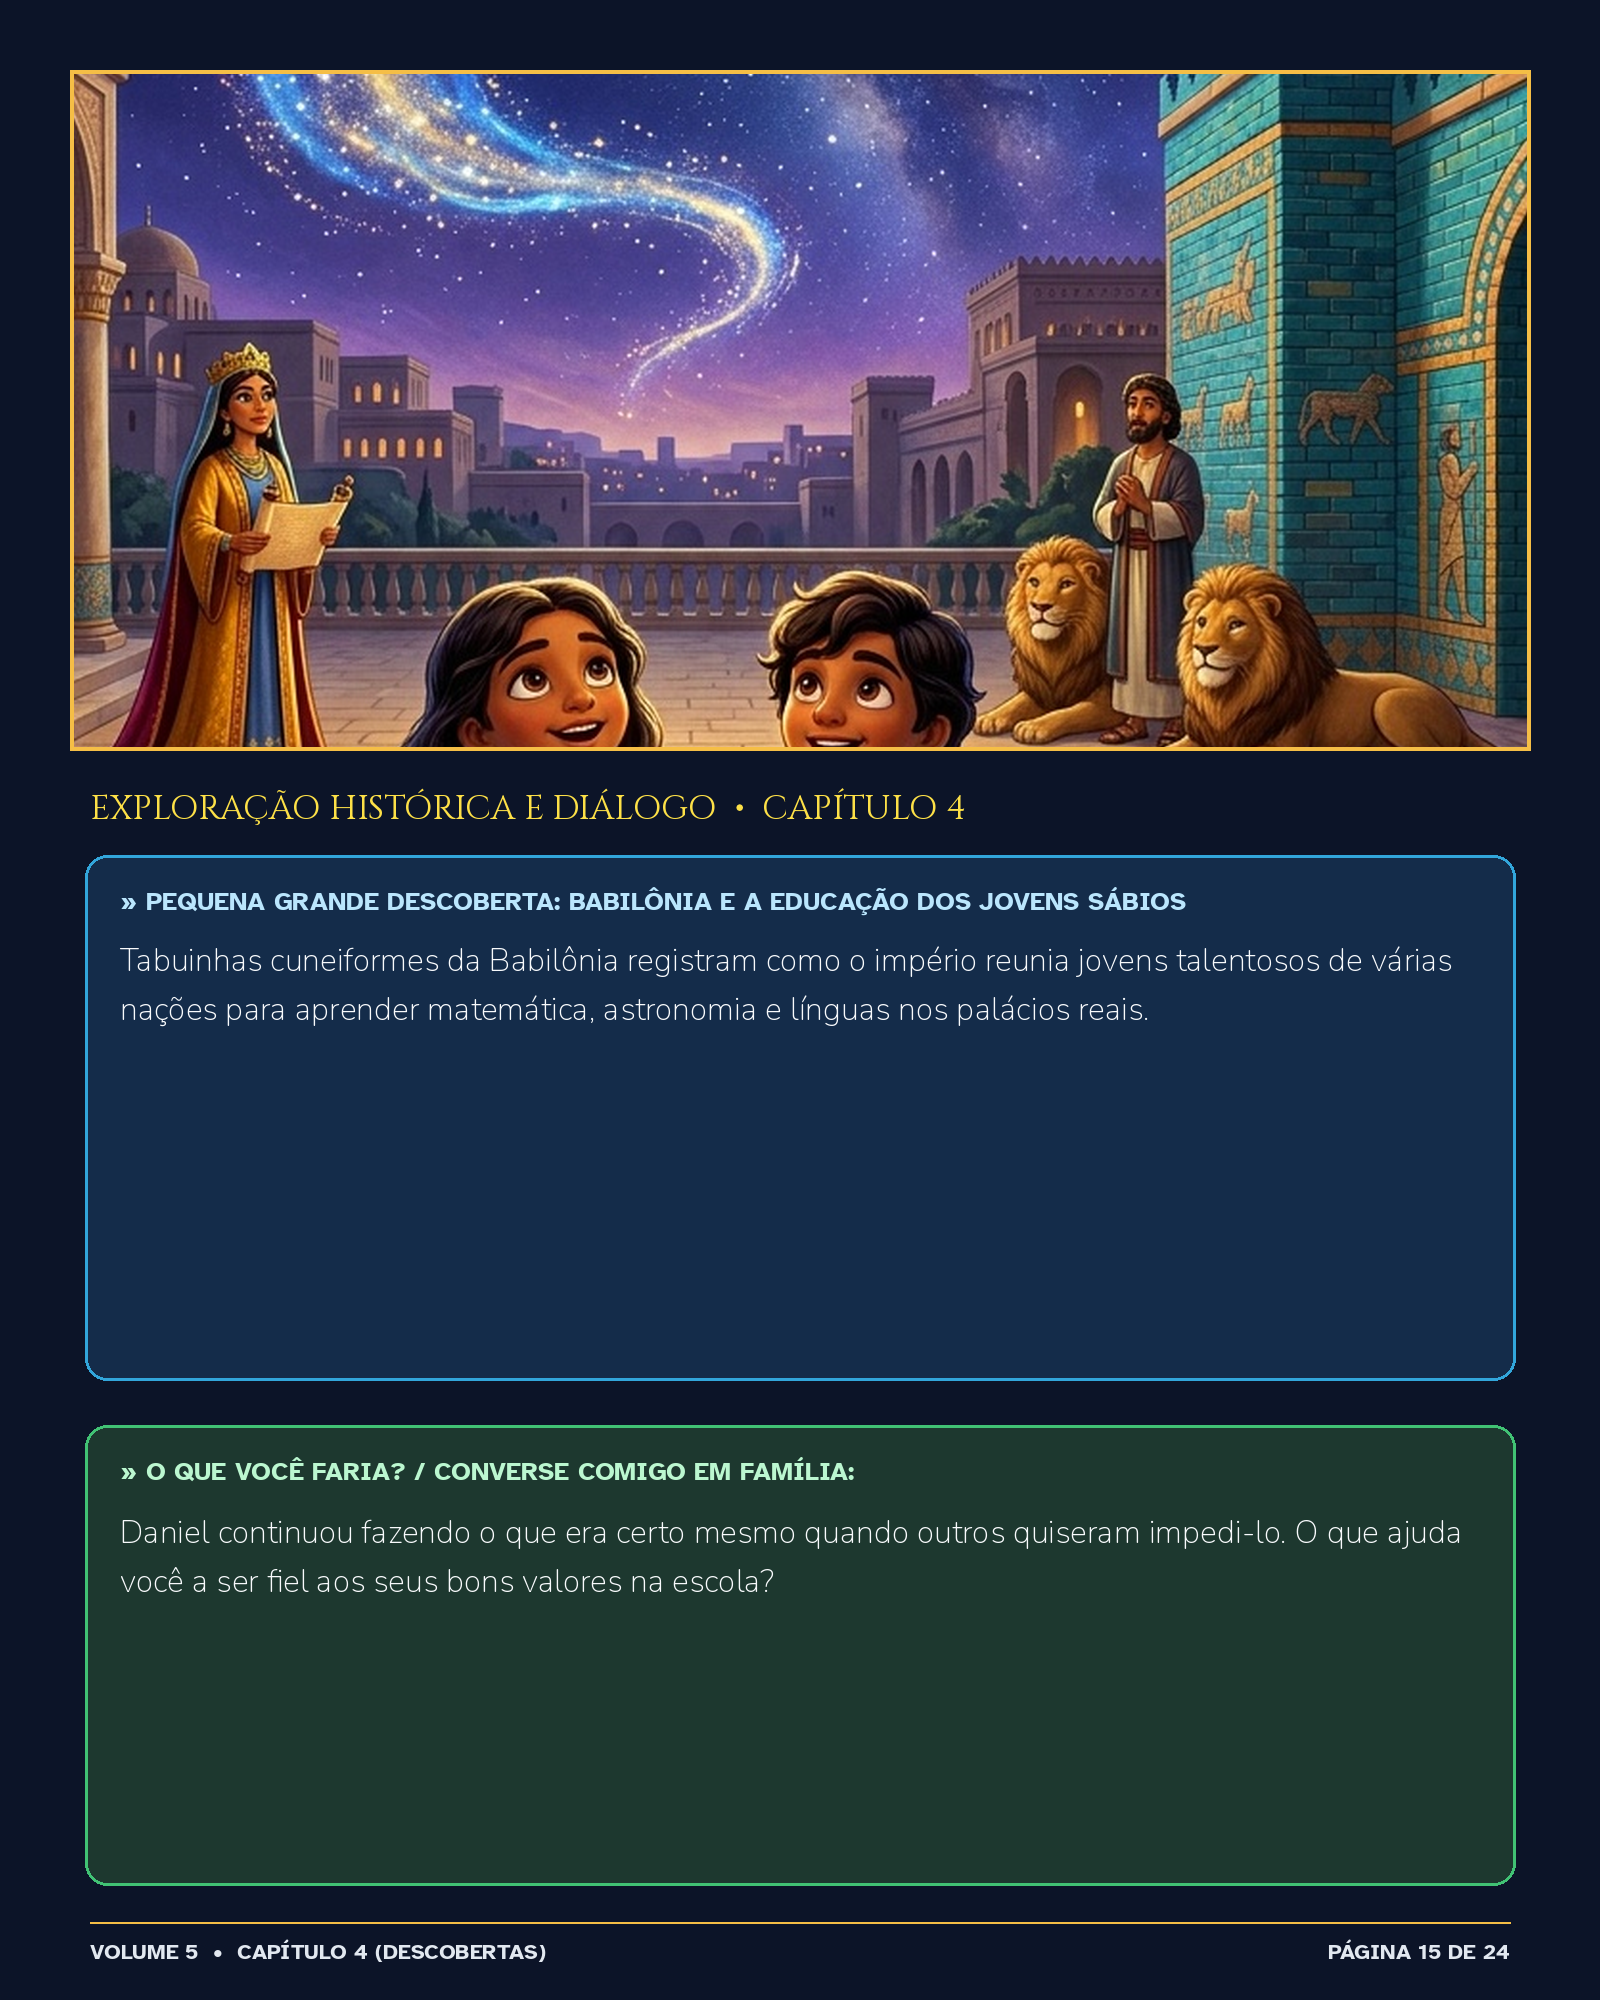 EXPLORAÇÃO HISTÓRICA E DIÁLOGO • CAPÍTULO 4
» PEQUENA GRANDE DESCOBERTA: BABILÔNIA E A EDUCAÇÃO DOS JOVENS SÁBIOS
Tabuinhas cuneiformes da Babilônia registram como o império reunia jovens talentosos de várias
nações para aprender matemática, astronomia e línguas nos palácios reais.
» O QUE VOCÊ FARIA? / CONVERSE COMIGO EM FAMÍLIA:
Daniel continuou fazendo o que era certo mesmo quando outros quiseram impedi-lo. O que ajuda
você a ser fiel aos seus bons valores na escola?
VOLUME 5 • CAPÍTULO 4 (DESCOBERTAS)
PÁGINA 15 DE 24